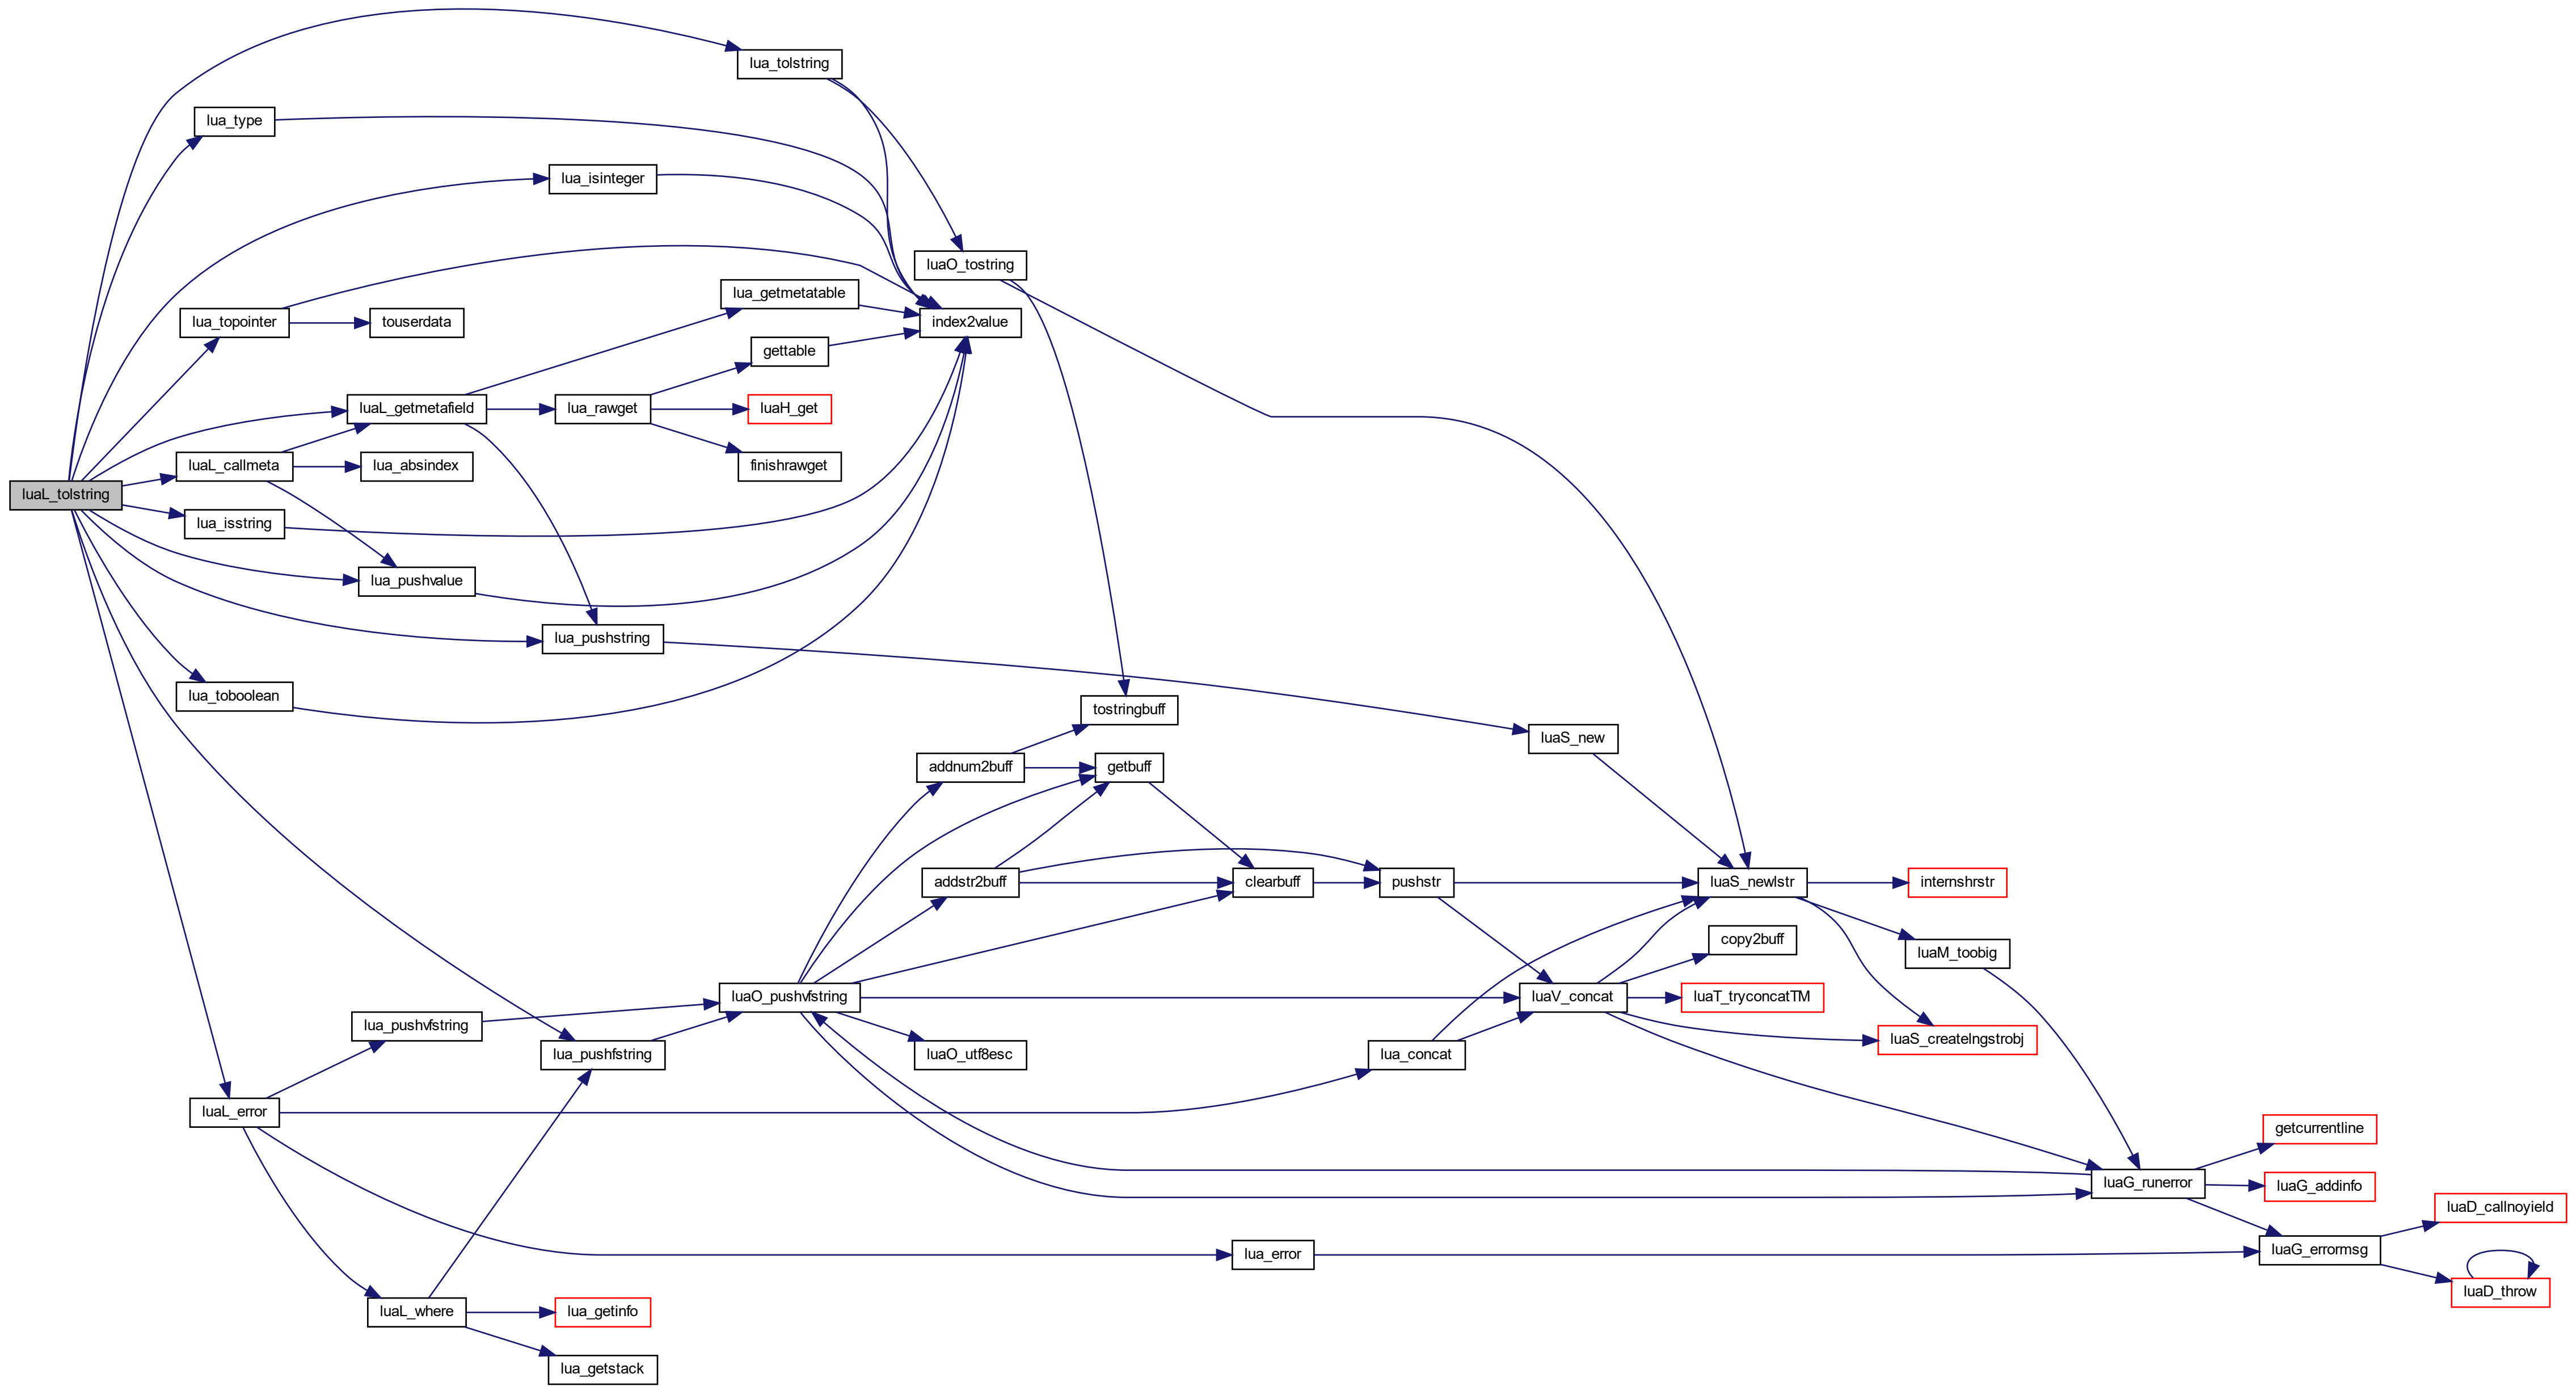 lua_tolstring
lua_type
lua_isinteger
luaO_tostring
lua_getmetatable
lua_topointer
touserdata
index2value
gettable
luaL_getmetafield
lua_rawget
luaH_get
luaL_callmeta
lua_absindex
finishrawget
luaL_tolstring
lua_isstring
lua_pushvalue
lua_pushstring
lua_toboolean
tostringbuff
luaS_new
addnum2buff
getbuff
addstr2buff
clearbuff
pushstr
luaS_newlstr
internshrstr
copy2buff
luaM_toobig
luaO_pushvfstring
luaV_concat
luaT_tryconcatTM
lua_pushvfstring
lua_pushfstring
luaO_utf8esc
lua_concat
luaS_createlngstrobj
luaL_error
getcurrentline
luaG_runerror
luaG_addinfo
luaD_callnoyield
lua_error
luaG_errormsg
luaD_throw
luaL_where
lua_getinfo
lua_getstack